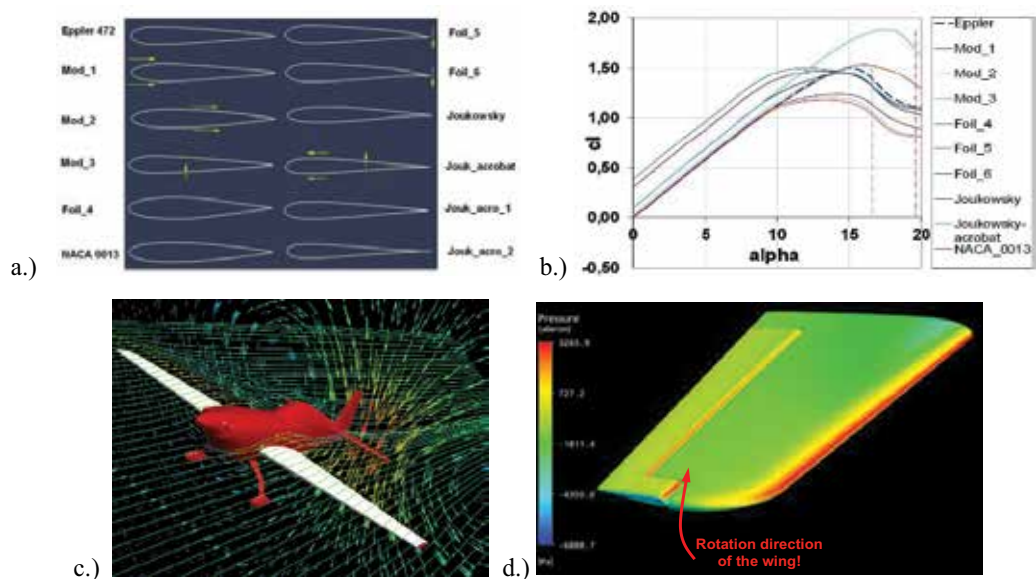 Eppler 472
Mod_1
Mod_2
Mod_3
Foil_4
NACA 0013
Foil_5
Foil_6
Joukowsky
Jouk_acrobat
Jouk_acro_1
Jouk_acro_2
a.)
2,00
1,50
1,00
0,50
0,00
-0,50
cl
0
5
10
15
20
alpha
Eppler
Mod_1
Mod_2
Mod_3
Foil_4
Foil_5
Foil_6
Joukowsky
Joukowsky-
acrobat
NACA_0013
b.)
c.)
Pressure
727.2
Rotation direction
of the wing!
d.)